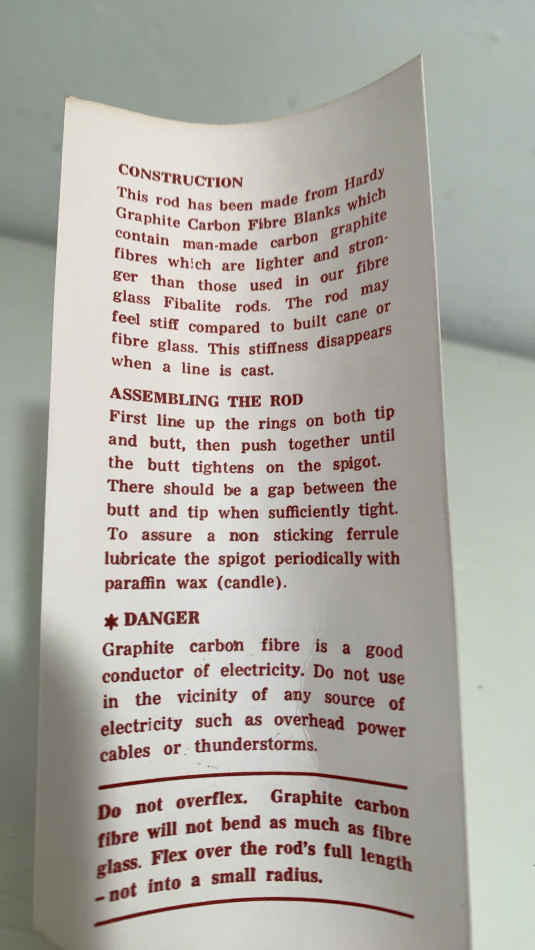 CONSTRUCTION
This rod has been made from Hardy
Graphite Carbon Fibre Blanks which
contain man-made carbon graphite
fibres which are lighter and stron-
ger than those used in our fibre
glass Fibalite rods. The rod may
feel stiff compared to built cane or
fibre glass. This stiffness disappears
when a line is cast.
ASSEMBLING THE ROD
First line up the rings on both tip
and butt, then push together until
the butt tightens on the spigot.
There should be a gap between the
butt and tip when sufficiently tight.
To assure a non sticking ferrule
lubricate the spigot periodically with
paraffin wax (candle).
* DANGER
Graphite carbon fibre is a good
conductor of electricity. Do not use
in the vicinity of any source of
electricity such as overhead power
cables or thunderstorms.
Do not overflex. Graphite carbon
fibre will not bend as much as fibre
glass. Flex over the rod's full length
– not into a small radius.